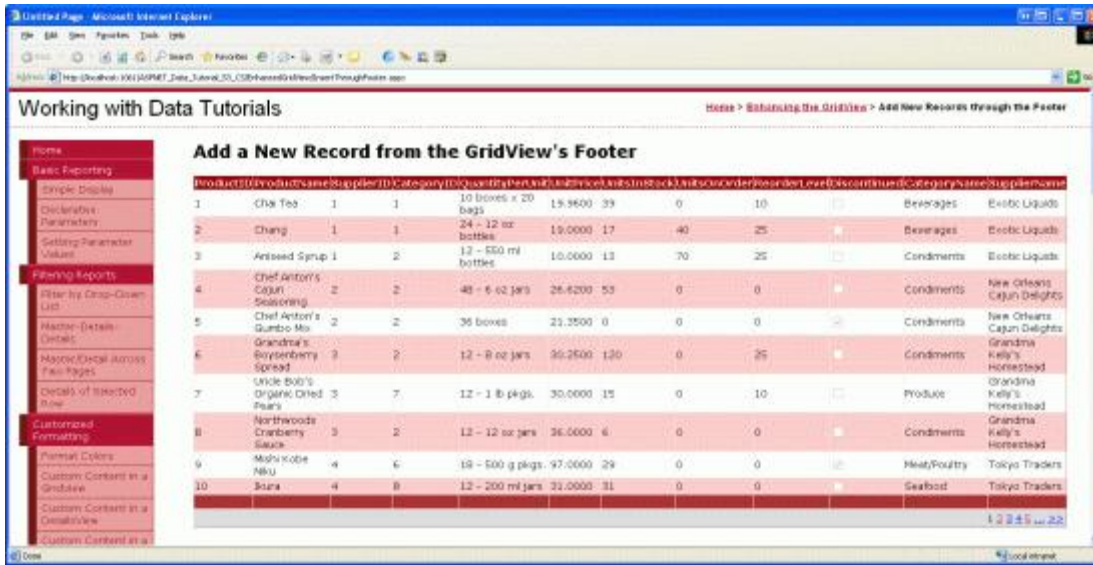 Untitled Page - Microsoft Internet Explorer
File Edit View Favorites Tools Help
Search Favorites
Working with Data Tutorials
Home > Enhancing the GridView > Add New Records through the Footer
Home
Basic Reporting
Simple Display
Declarative Parameters
Setting Parameter Values
Filtering Reports
Filter by Drop-Down List
Master-Details-Details
Master/Detail Across Two Pages
Details of Selected Row
Customized Formatting
Format Colors
Custom Content in a GridView
Custom Content in a DetailsView
Custom Content in a
Add a New Record from the GridView's Footer
ProductID ProductName SupplierID CategoryID QuantityPerUnit UnitPrice UnitsInStock UnitsOnOrder ReorderLevel Discontinued CategoryName SupplierName
1 Chai Tea 1 1 10 boxes x 20 bags 19.9600 39 0 10 Beverages Exotic Liquids
2 Chang 1 1 24 - 12 oz bottles 19.0000 17 40 25 Beverages Exotic Liquids
3 Aniseed Syrup 1 2 12 - 550 ml bottles 10.0000 13 70 25 Condiments Exotic Liquids
4 Chef Anton's Cajun Seasoning 2 2 48 - 6 oz jars 26.6200 53 0 0 Condiments New Orleans Cajun Delights
5 Chef Anton's Gumbo Mix 2 2 36 boxes 21.3500 0 0 0 Condiments New Orleans Cajun Delights
6 Grandma's Boysenberry Spread 3 2 12 - 8 oz jars 30.2500 120 0 25 Condiments Grandma Kelly's Homestead
7 Uncle Bob's Organic Dried Pears 3 7 12 - 1 lb pkgs. 30.0000 15 0 10 Produce Grandma Kelly's Homestead
8 Northwoods Cranberry Sauce 3 2 12 - 12 oz jars 36.0000 6 0 0 Condiments Grandma Kelly's Homestead
9 Mishi Kobe Niku 4 6 18 - 500 g pkgs. 97.0000 29 0 0 Meat/Poultry Tokyo Traders
10 Ikura 4 8 12 - 200 ml jars 31.0000 31 0 0 Seafood Tokyo Traders
1 2 3 4 5 ... >>
Done
Local intranet